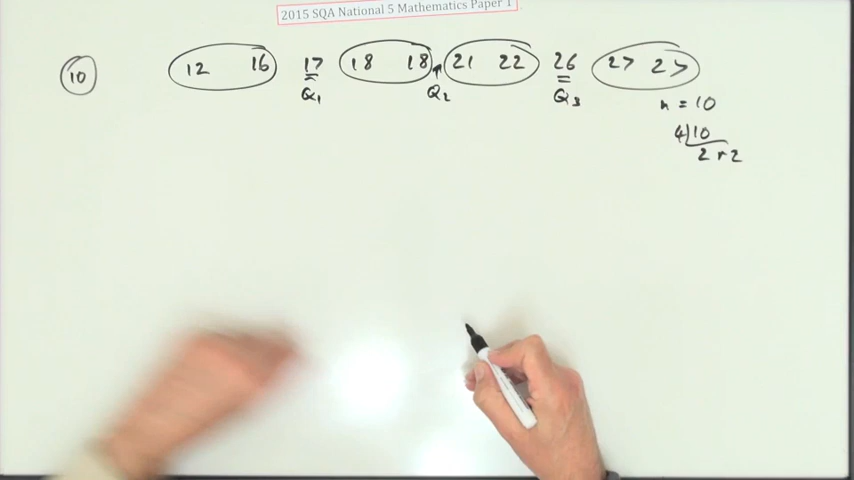 2015 SQA National 5 Mathematics Paper 1
10 12 16 17 18 18 21 22 26 27 27
Q1 Q2 Q3
n = 10
4 10
2 r 2